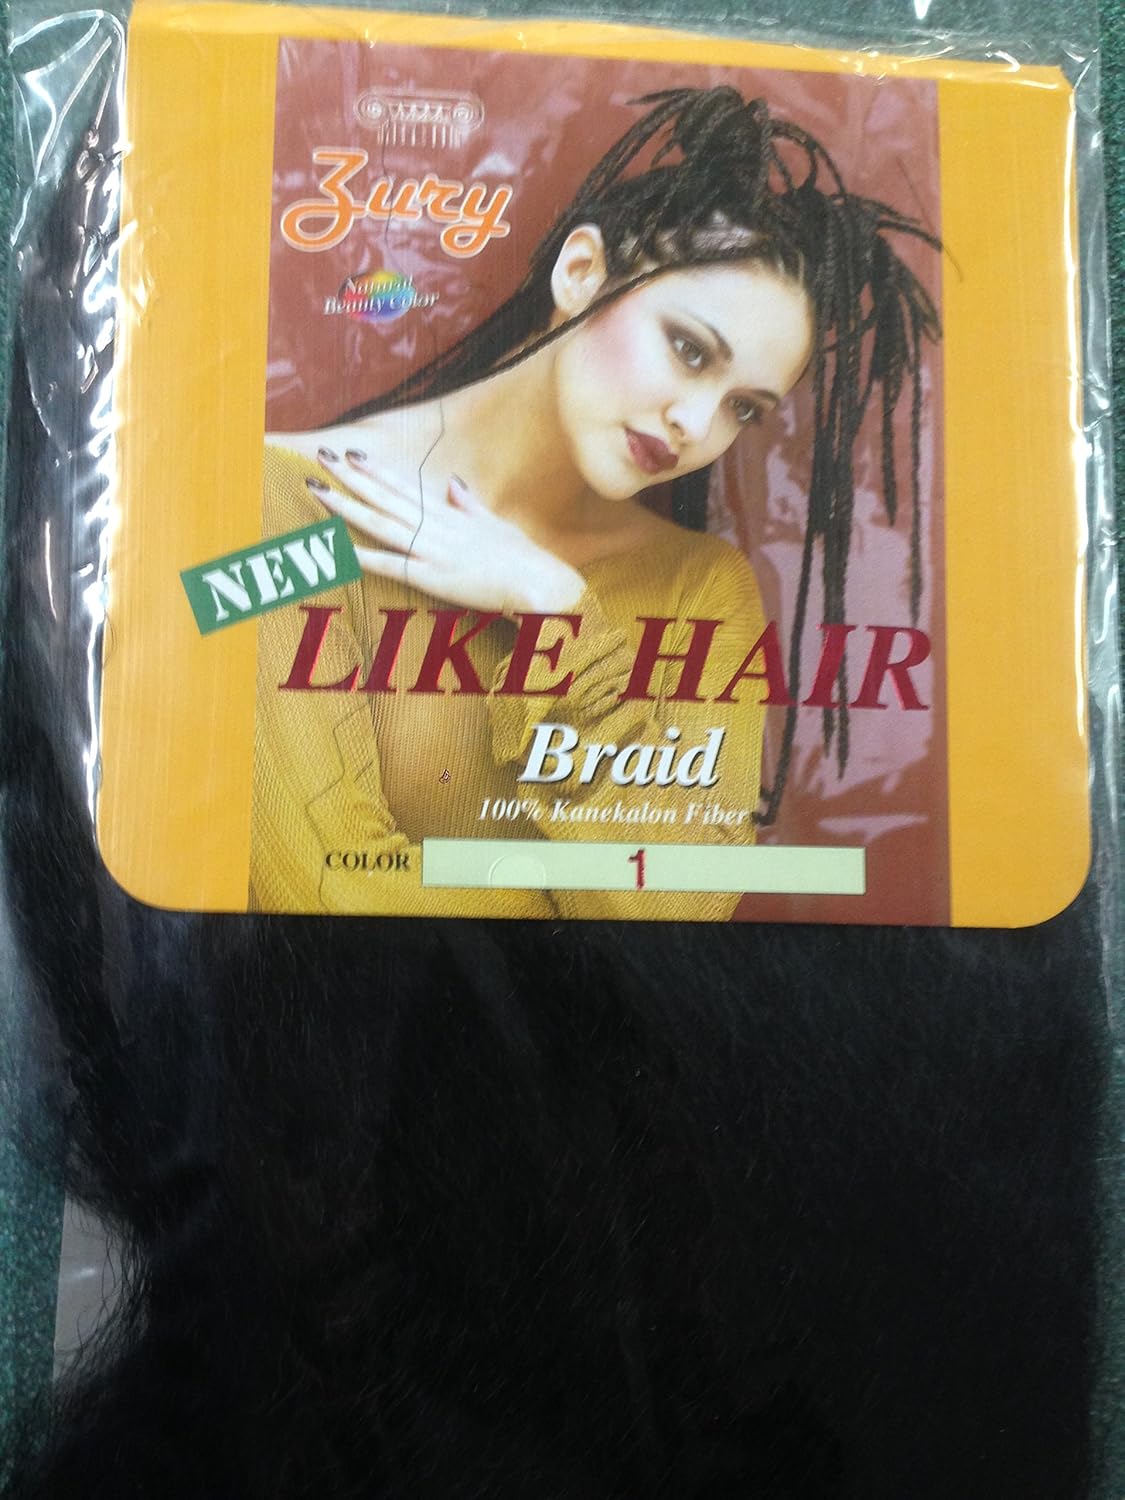 Zury
Natural
Beauty Color
NEW
LIKE HAIR
Braid
100% Kanekalon Fiber
COLOR 1